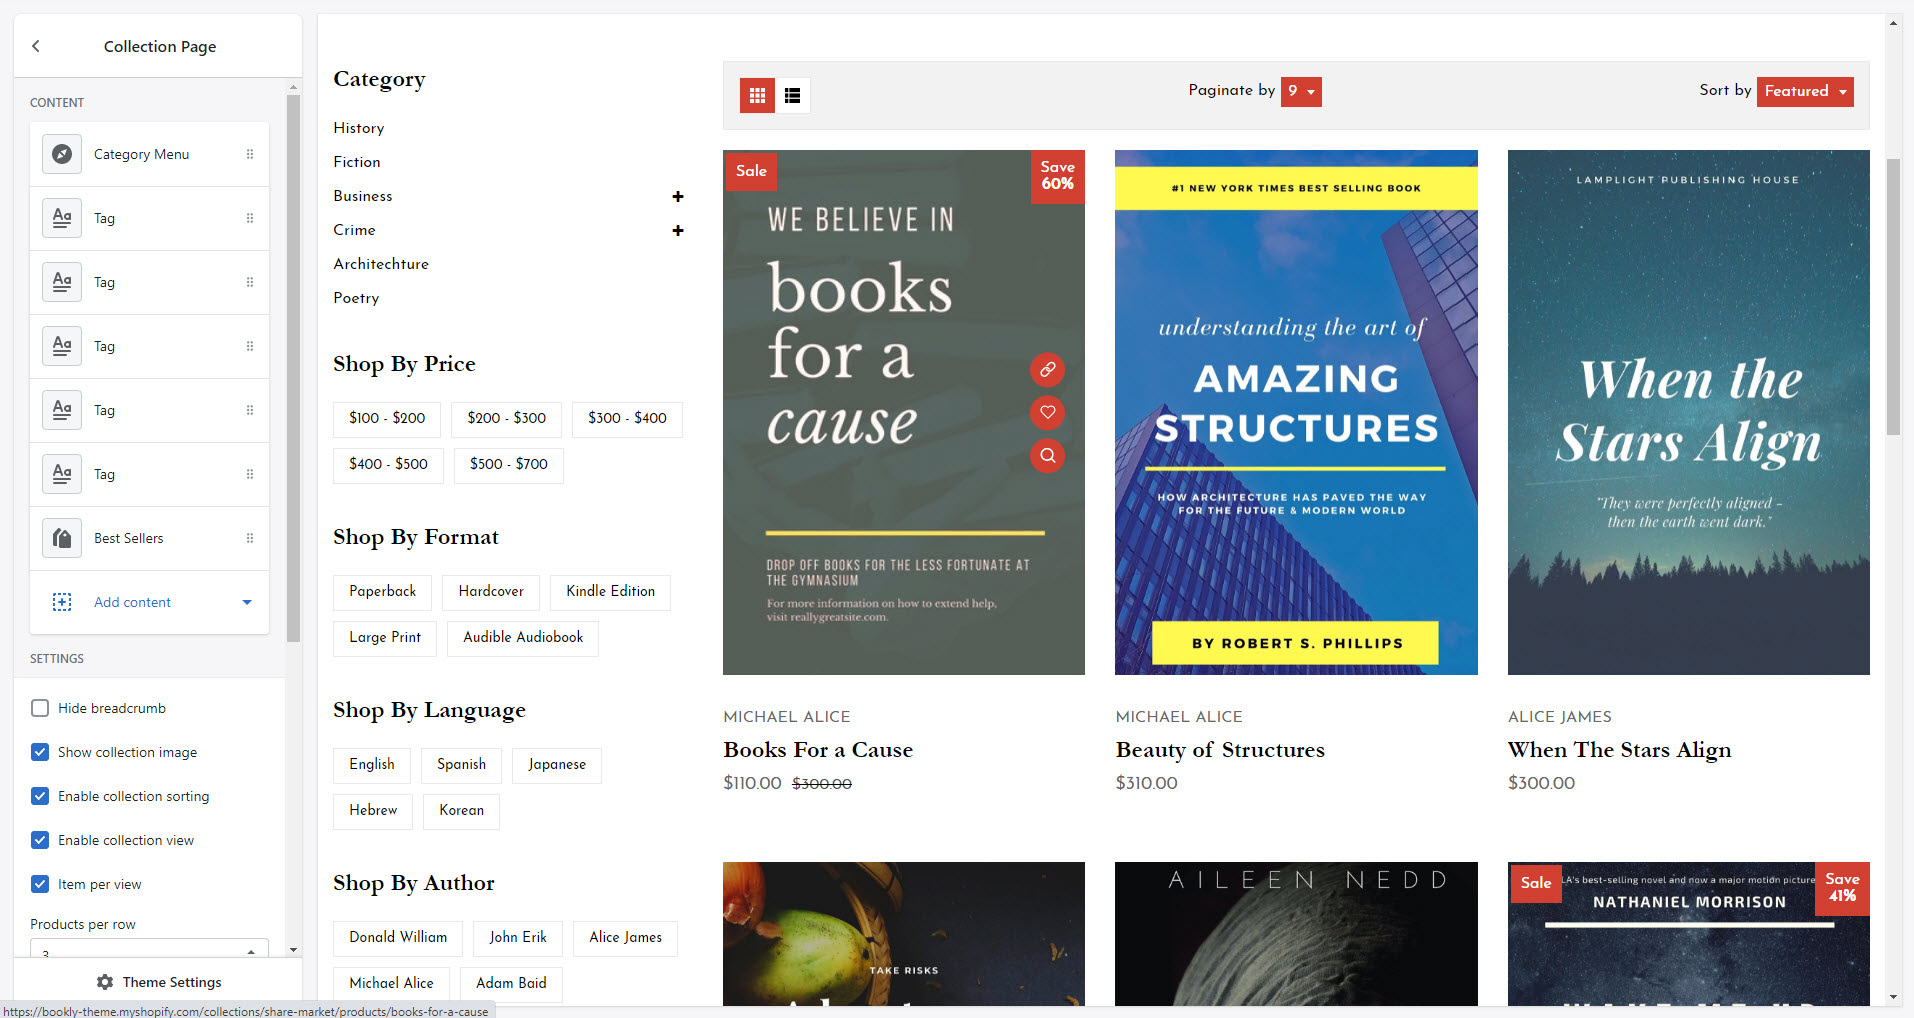 Collection Page
CONTENT
Category Menu
Tag
Tag
Tag
Tag
Tag
Best Sellers
Add content
SETTINGS
Hide breadcrumb
Show collection image
Enable collection sorting
Enable collection view
Item per view
Products per row
3
Theme Settings
https://bookly-theme.myshopify.com/collections/share-market/products/books-for-a-cause
Category
History
Fiction
Business
Crime
Architechture
Poetry
Shop By Price
$100 - $200
$200 - $300
$300 - $400
$400 - $500
$500 - $700
Shop By Format
Paperback
Hardcover
Kindle Edition
Large Print
Audible Audiobook
Shop By Language
English
Spanish
Japanese
Hebrew
Korean
Shop By Author
Donald William
John Erik
Alice James
Michael Alice
Adam Baid
Paginate by 9
Sort by Featured
Sale
Save
60%
WE BELIEVE IN
books
for a
cause
DROP OFF BOOKS FOR THE LESS FORTUNATE AT
THE GYMNASIUM
For more information on how to extend help,
visit reallygreatsite.com.
MICHAEL ALICE
Books For a Cause
$110.00 $300.00
#1 NEW YORK TIMES BEST SELLING BOOK
understanding the art of
AMAZING
STRUCTURES
HOW ARCHITECTURE HAS PAVED THE WAY
FOR THE FUTURE & MODERN WORLD
BY ROBERT S. PHILLIPS
MICHAEL ALICE
Beauty of Structures
$310.00
LAMPLIGHT PUBLISHING HOUSE
When the
Stars Align
"They were perfectly aligned -
then the earth went dark."
ALICE JAMES
When The Stars Align
$300.00
TAKE RISKS
AILEEN NEDD
Sale
Save
41%
LA's best-selling novel and now a major motion picture
NATHANIEL MORRISON